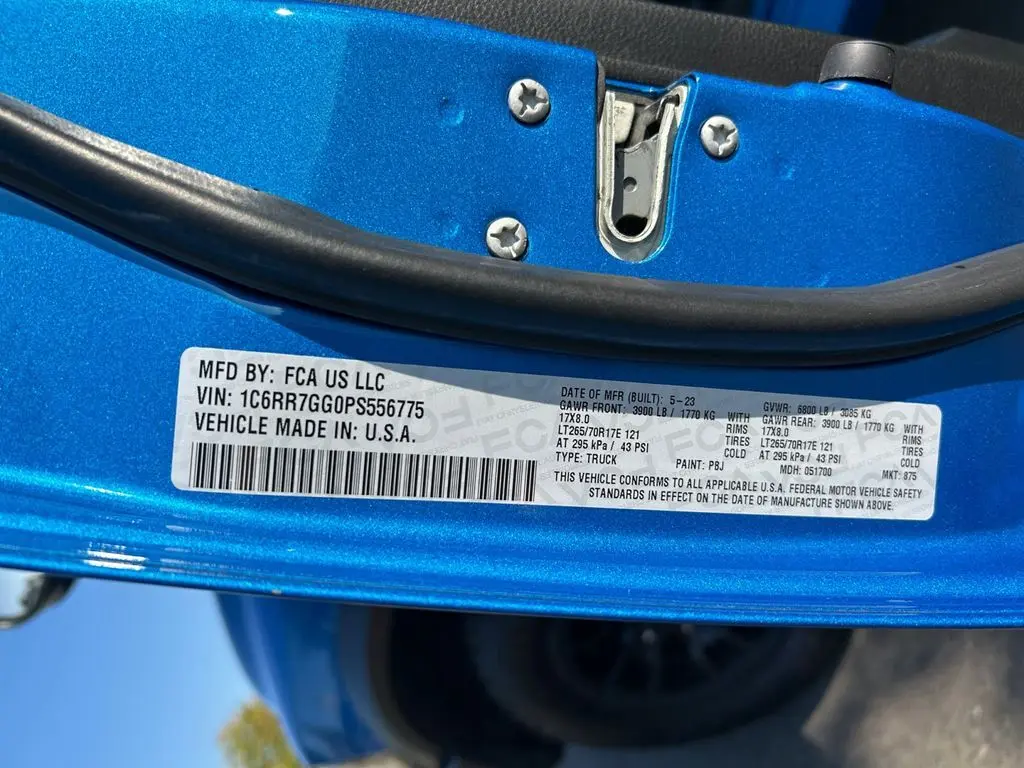 MFD BY: FCA US LLC
VIN: 1C6RR7GG0PS556775
VEHICLE MADE IN: U.S.A.
DATE OF MFR (BUILT): 5-23 GVWR: 6800 LB / 3085 KG
GAWR FRONT: 3900 LB / 1770 KG WITH GAWR REAR: 3900 LB / 1770 KG WITH
17X8.0 RIMS 17X8.0 RIMS
LT265/70R17E 121 TIRES LT265/70R17E 121 TIRES
AT 295 kPa / 43 PSI COLD AT 295 kPa / 43 PSI COLD
TYPE: TRUCK PAINT: PBJ MDH: 051700 MKT: 875
THIS VEHICLE CONFORMS TO ALL APPLICABLE U.S.A. FEDERAL MOTOR VEHICLE SAFETY
STANDARDS IN EFFECT ON THE DATE OF MANUFACTURE SHOWN ABOVE.